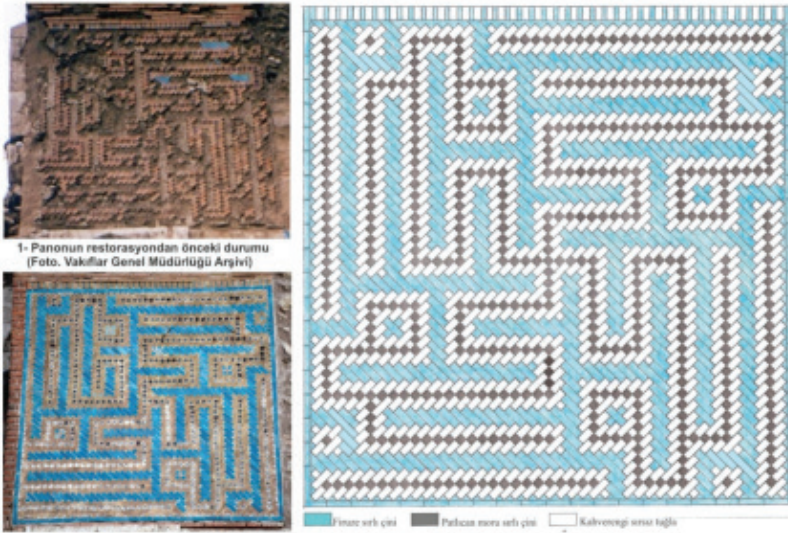 1- Panonun restorasyondan önceki durumu
(Foto. Vakıflar Genel Müdürlüğü Arşivi)
Firuze sırlı çini
Patlıcan moru sırlı çini
Kahverengi sırsız tuğla